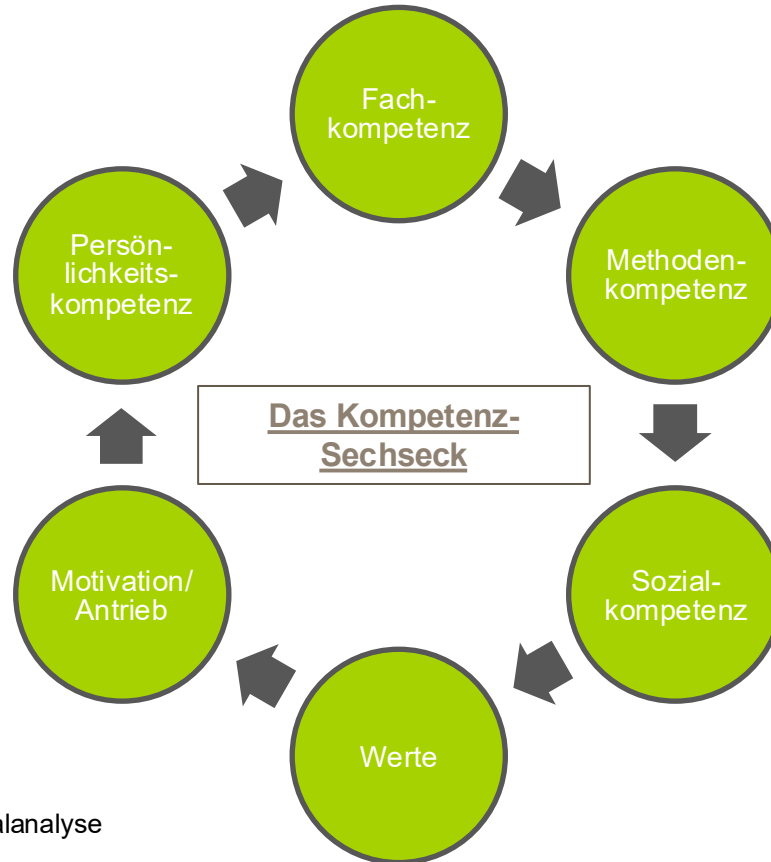 Fach-
kompetenz
Methoden-
kompetenz
Sozial-
kompetenz
Werte
Motivation/
Antrieb
Persön-
lichkeits-
kompetenz
Das Kompetenz-
Sechseck
alanalyse